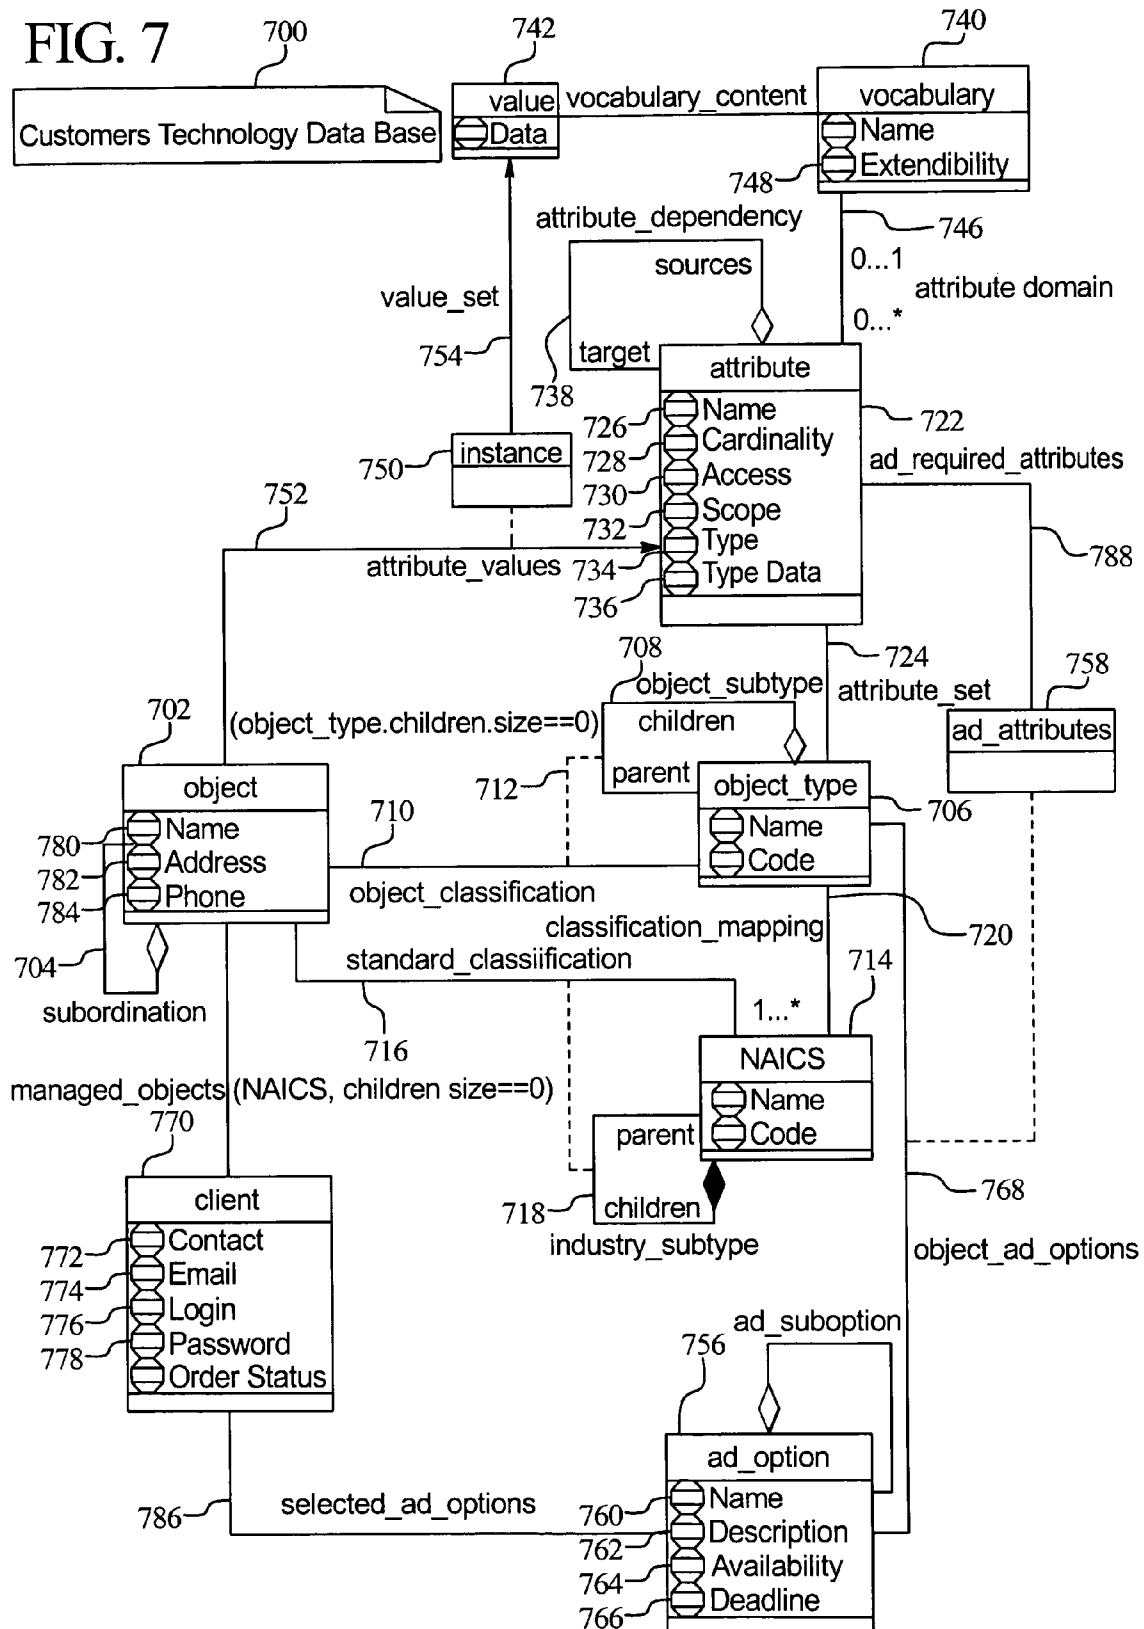 FIG. 7
700
742
740
Customers Technology Data Base
value
vocabulary_content
vocabulary
Data
Name
748
Extendibility
attribute_dependency
746
sources
0...1
attribute domain
value_set
0...*
754
target
738
attribute
726
Name
722
750
instance
728
Cardinality
ad_required_attributes
730
Access
752
732
Scope
attribute_values
734
Type
788
736
Type Data
708
724
758
object_subtype
attribute_set
702
(object_type.children.size==0)
children
ad_attributes
object
712
parent
object_type
706
780
Name
710
Name
782
Address
Code
784
Phone
object_classification
classification_mapping
720
704
standard_classiification
714
subordination
716
1...*
NAICS
managed_objects (NAICS, children size==0)
Name
770
parent
Code
client
718
children
768
772
Contact
industry_subtype
object_ad_options
774
Email
776
Login
ad_suboption
778
Password
756
Order Status
ad_option
786
selected_ad_options
760
Name
762
Description
764
Availability
766
Deadline